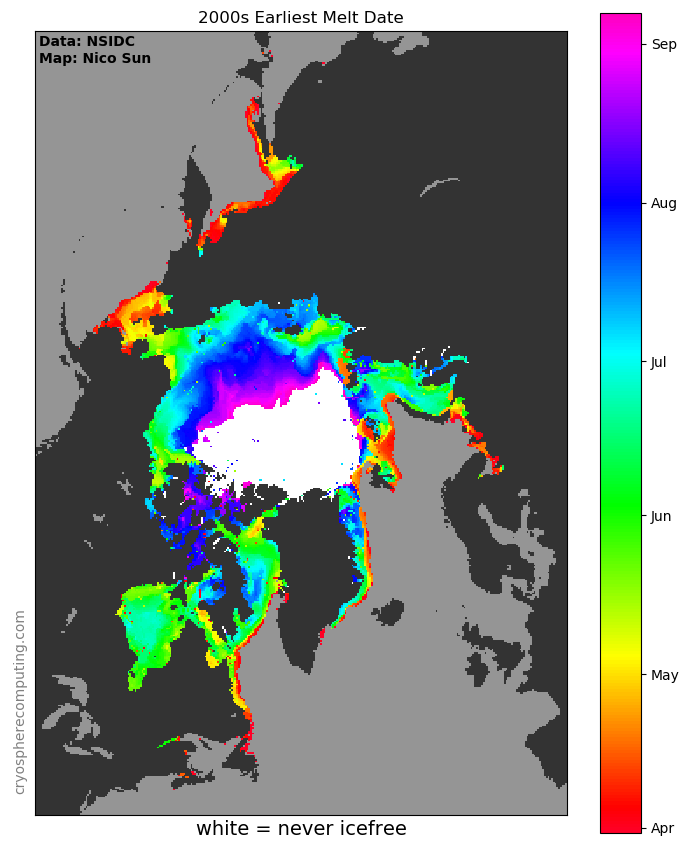 2000s Earliest Melt Date
Data: NSIDC
Map: Nico Sun
Sep
Aug
Jul
Jun
May
Apr
cryospherecomputing.com
white = never icefree